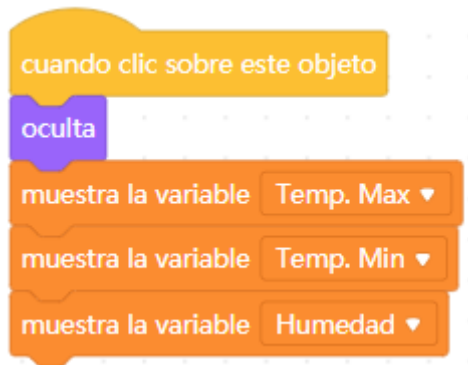 cuando clic sobre este objeto
oculta
muestra la variable Temp. Max
muestra la variable Temp. Min
muestra la variable Humedad